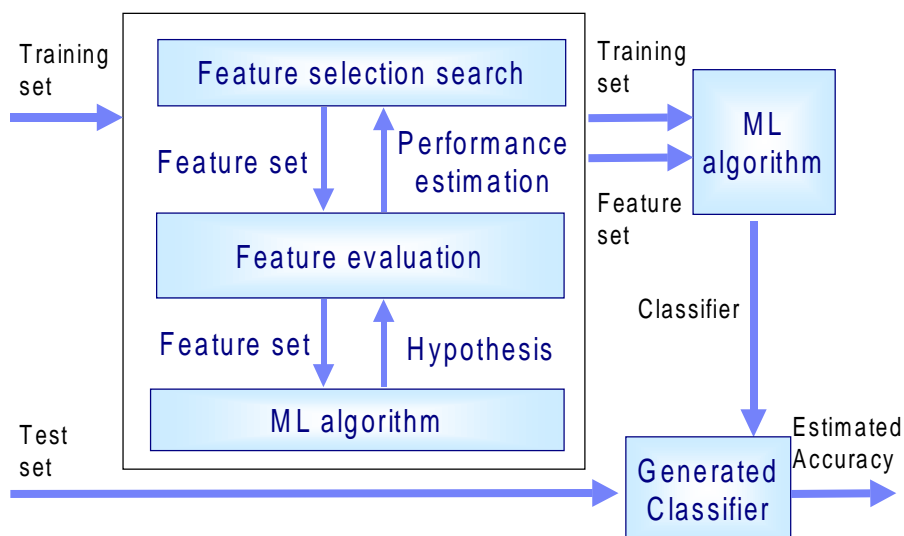 Training
set
Feature selection search
Feature set
Performance
estimation
Feature evaluation
Feature set
Hypothesis
ML algorithm
Training
set
Feature
set
ML
algorithm
Classifier
Test
set
Generated
Classifier
Estimated
Accuracy